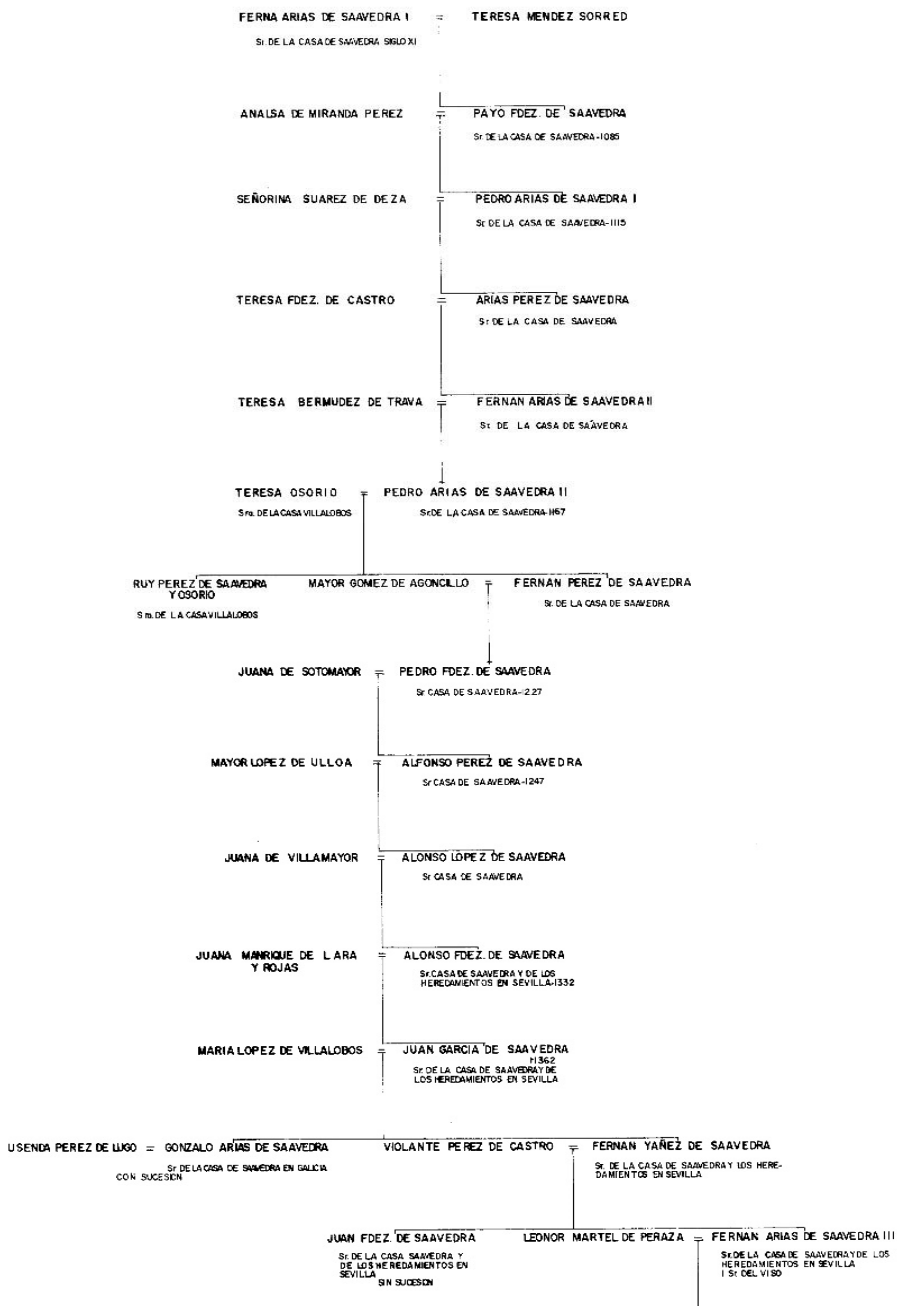 FERNA ARIAS DE SAAVEDRA I = TERESA MENDEZ SORRED
Sr. DE LA CASA DE SAAVEDRA SIGLO XI
ANALSA DE MIRANDA PEREZ = PAYO FDEZ. DE SAAVEDRA
Sr. DE LA CASA DE SAAVEDRA-1085
SEÑORINA SUAREZ DE DEZA = PEDRO ARIAS DE SAAVEDRA I
Sr. DE LA CASA DE SAAVEDRA-1115
TERESA FDEZ. DE CASTRO = ARIAS PEREZ DE SAAVEDRA
Sr. DE LA CASA DE SAAVEDRA
TERESA BERMUDEZ DE TRAVA = FERNAN ARIAS DE SAAVEDRA II
Sr. DE LA CASA DE SAAVEDRA
TERESA OSORIO = PEDRO ARIAS DE SAAVEDRA II
Sra. DE LA CASA VILLALOBOS Sr. DE LA CASA DE SAAVEDRA-1167
RUY PEREZ DE SAAVEDRA MAYOR GOMEZ DE AGONCILLO = FERNAN PEREZ DE SAAVEDRA
Y OSORIO
Sr. DE LA CASA DE SAAVEDRA
S ra. DE LA CASA VILLALOBOS
JUANA DE SOTOMAYOR = PEDRO FDEZ. DE SAAVEDRA
Sr CASA DE SAAVEDRA-1227
MAYOR LOPEZ DE ULLOA = ALFONSO PEREZ DE SAAVEDRA
Sr CASA DE SAAVEDRA-1247
JUANA DE VILLAMAYOR = ALONSO LOPEZ DE SAAVEDRA
Sr. CASA DE SAAVEDRA
JUANA MANRIQUE DE LARA = ALONSO FDEZ. DE SAAVEDRA
Y ROJAS
Sr. CASA DE SAAVEDRA Y DE LOS
HEREDAMIENTOS EN SEVILLA-1332
MARIA LOPEZ DE VILLALOBOS = JUAN GARCIA DE SAAVEDRA
1362
Sr. DE LA CASA DE SAAVEDRA Y DE
LOS HEREDAMIENTOS EN SEVILLA
USENDA PEREZ DE LUGO = GONZALO ARIAS DE SAAVEDRA VIOLANTE PEREZ DE CASTRO = FERNAN YAÑEZ DE SAAVEDRA
Sr DE LA CASA DE SAAVEDRA EN GALICIA
CON SUCESION
Sr. DE LA CASA DE SAAVEDRA Y LOS HERE-
DAMIENTOS EN SEVILLA
JUAN FDEZ. DE SAAVEDRA LEONOR MARTEL DE PERAZA = FERNAN ARIAS DE SAAVEDRA III
Sr. DE LA CASA SAAVEDRA Y
DE LOS HEREDAMIENTOS EN
SEVILLA
SIN SUCESION
Sr. DE LA CASA DE SAAVEDRA Y DE LOS
HEREDAMIENTOS EN SEVILLA
I Sr. DEL VISO